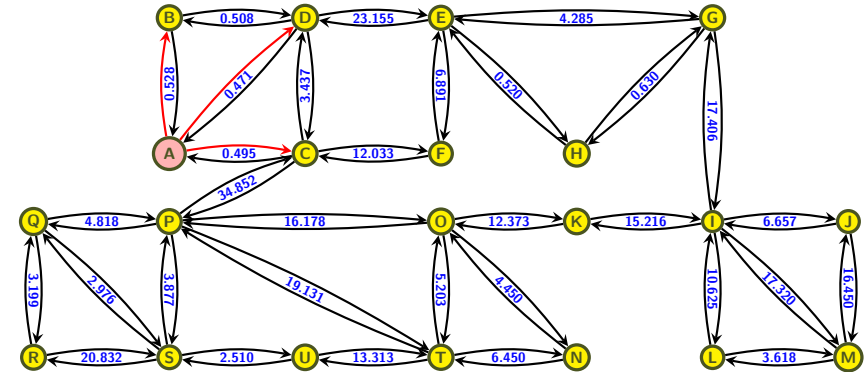 B 0.508 D 23.155 E 4.285 G
0.528 0.471 3.437 6.891 0.520 0.630 17.406
A 0.495 C 12.033 F H
34.852
Q 4.818 P 16.178 O 12.373 K 15.216 I 6.657 J
3.199 2.976 3.877 19.131 5.203 4.450 10.625 17.320 16.450
R 20.832 S 2.510 U 13.313 T 6.450 N L 3.618 M